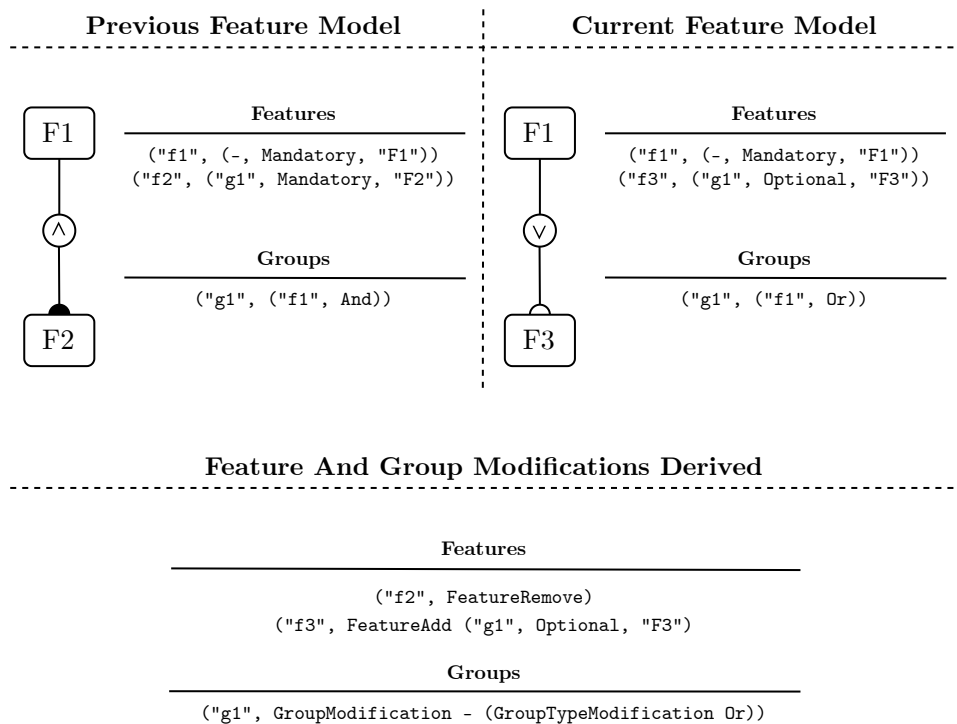 Previous Feature Model
F1
Features
("f1", (-, Mandatory, "F1"))
("f2", ("g1", Mandatory, "F2"))
∧
Groups
("g1", ("f1", And))
F2
Current Feature Model
F1
Features
("f1", (-, Mandatory, "F1"))
("f3", ("g1", Optional, "F3"))
∨
Groups
("g1", ("f1", Or))
F3
Feature And Group Modifications Derived
Features
("f2", FeatureRemove)
("f3", FeatureAdd ("g1", Optional, "F3")
Groups
("g1", GroupModification - (GroupTypeModification Or))